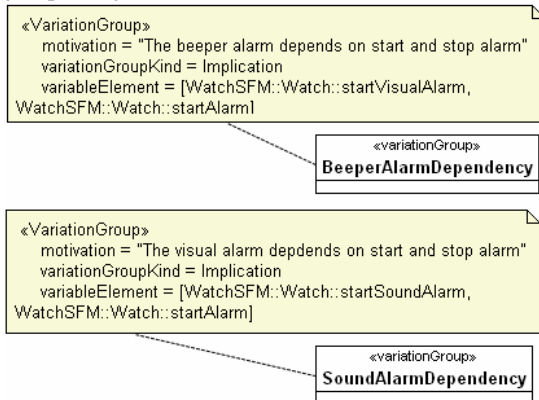 «VariationGroup»
motivation = "The beeper alarm depends on start and stop alarm"
variationGroupKind = Implication
variableElement = [WatchSFM::Watch::startVisualAlarm,
WatchSFM::Watch::startAlarm]
«variationGroup»
BeeperAlarmDependency
«VariationGroup»
motivation = "The visual alarm depdends on start and stop alarm"
variationGroupKind = Implication
variableElement = [WatchSFM::Watch::startSoundAlarm,
WatchSFM::Watch::startAlarm]
«variationGroup»
SoundAlarmDependency